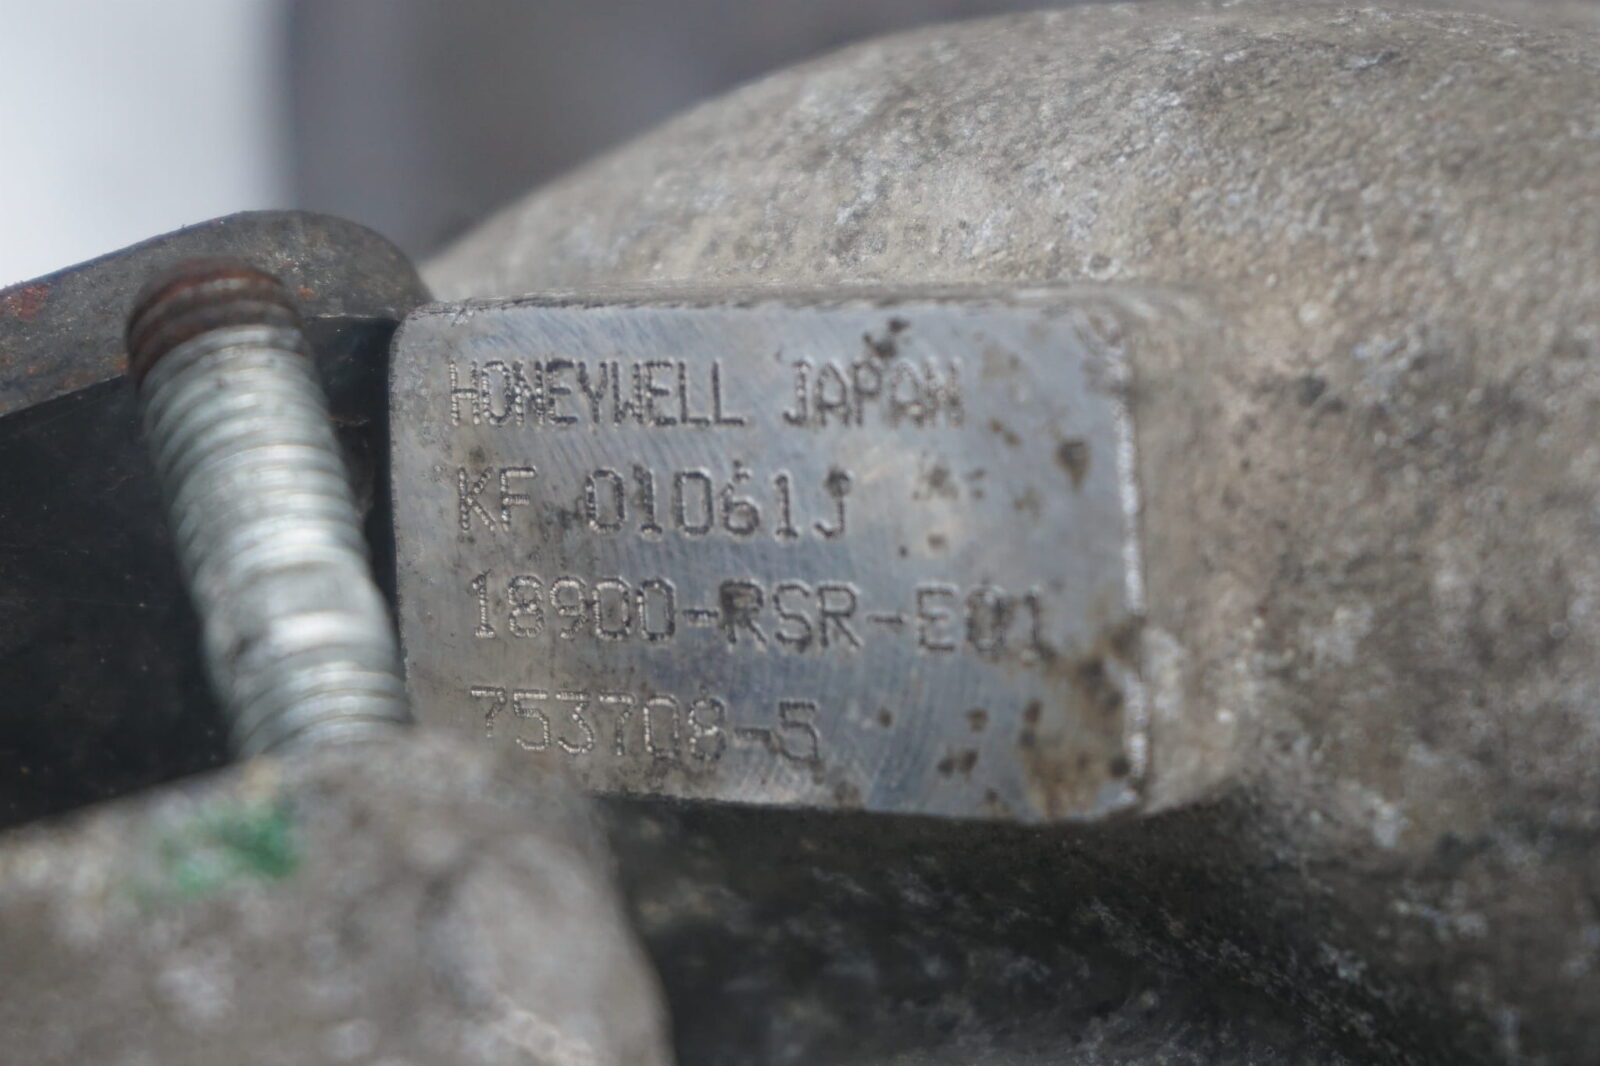 HONEYWELL JAPAN
KF 01061J
18900-RSR-E01
753708-5